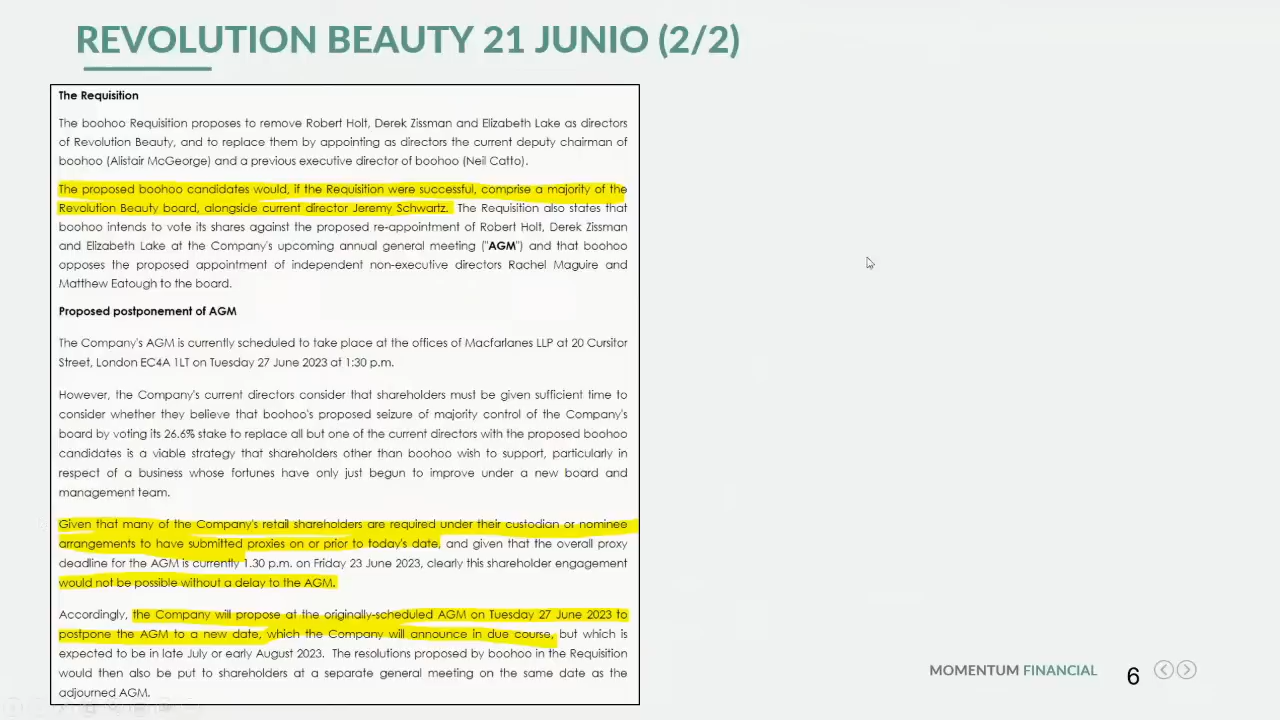 REVOLUTION BEAUTY 21 JUNIO (2/2)
The Requisition
The boohoo Requisition proposes to remove Robert Holt, Derek Zissman and Elizabeth Lake as directors
of Revolution Beauty, and to replace them by appointing as directors the current deputy chairman of
boohoo (Alistair McGeorge) and a previous executive director of boohoo (Neil Catto).
The proposed boohoo candidates would, if the Requisition were successful, comprise a majority of the
Revolution Beauty board, alongside current director Jeremy Schwartz. The Requisition also states that
boohoo intends to vote its shares against the proposed re-appointment of Robert Holt, Derek Zissman
and Elizabeth Lake at the Company's upcoming annual general meeting ("AGM") and that boohoo
opposes the proposed appointment of independent non-executive directors Rachel Maguire and
Matthew Eatough to the board.
Proposed postponement of AGM
The Company's AGM is currently scheduled to take place at the offices of Macfarlanes LLP at 20 Cursitor
Street, London EC4A 1LT on Tuesday 27 June 2023 at 1:30 p.m.
However, the Company's current directors consider that shareholders must be given sufficient time to
consider whether they believe that boohoo's proposed seizure of majority control of the Company's
board by voting its 26.6% stake to replace all but one of the current directors with the proposed boohoo
candidates is a viable strategy that shareholders other than boohoo wish to support, particularly in
respect of a business whose fortunes have only just begun to improve under a new board and
management team.
Given that many of the Company's retail shareholders are required under their custodian or nominee
arrangements to have submitted proxies on or prior to today's date, and given that the overall proxy
deadline for the AGM is currently 1.30 p.m. on Friday 23 June 2023, clearly this shareholder engagement
would not be possible without a delay to the AGM.
Accordingly, the Company will propose at the originally-scheduled AGM on Tuesday 27 June 2023 to
postpone the AGM to a new date, which the Company will announce in due course, but which is
expected to be in late July or early August 2023. The resolutions proposed by boohoo in the Requisition
would then also be put to shareholders at a separate general meeting on the same date as the
adjourned AGM.
MOMENTUM FINANCIAL
6